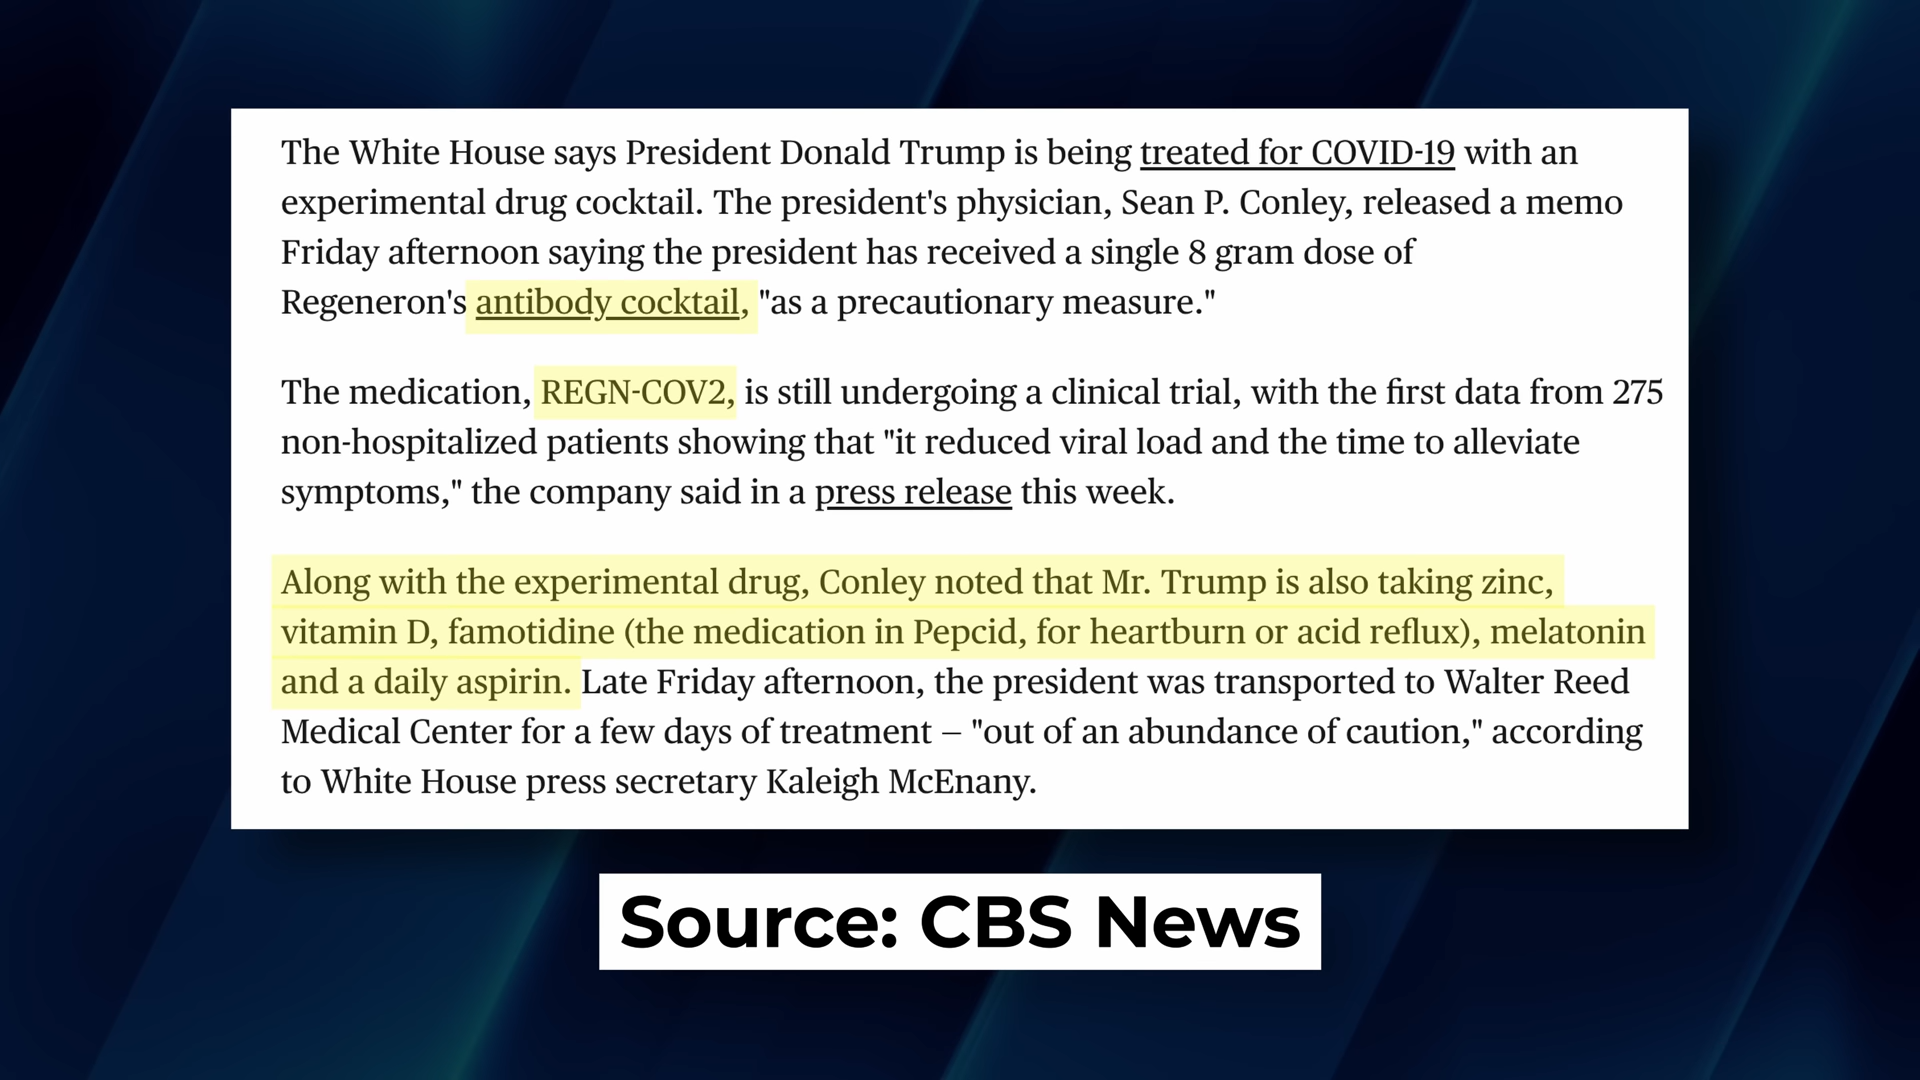 The White House says President Donald Trump is being treated for COVID-19 with an
experimental drug cocktail. The president's physician, Sean P. Conley, released a memo
Friday afternoon saying the president has received a single 8 gram dose of
Regeneron's antibody cocktail, "as a precautionary measure."
The medication, REGN-COV2, is still undergoing a clinical trial, with the first data from 275
non-hospitalized patients showing that "it reduced viral load and the time to alleviate
symptoms," the company said in a press release this week.
Along with the experimental drug, Conley noted that Mr. Trump is also taking zinc,
vitamin D, famotidine (the medication in Pepcid, for heartburn or acid reflux), melatonin
and a daily aspirin. Late Friday afternoon, the president was transported to Walter Reed
Medical Center for a few days of treatment — "out of an abundance of caution," according
to White House press secretary Kaleigh McEnany.
Source: CBS News